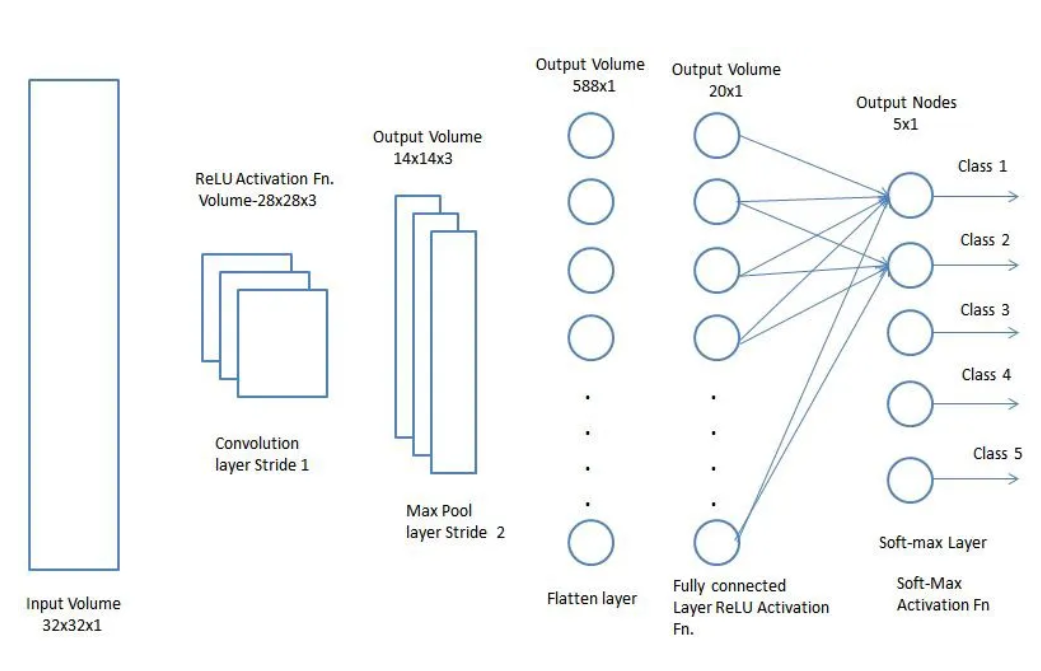 Input Volume
32x32x1
ReLU Activation Fn.
Volume-28x28x3
Convolution
layer Stride 1
Output Volume
14x14x3
Max Pool
layer Stride 2
Output Volume
588x1
.
.
.
.
Flatten layer
Output Volume
20x1
.
.
.
.
Fully connected
Layer ReLU Activation
Fn.
Output Nodes
5x1
Class 1
Class 2
Class 3
Class 4
Class 5
Soft-max Layer
Soft-Max
Activation Fn